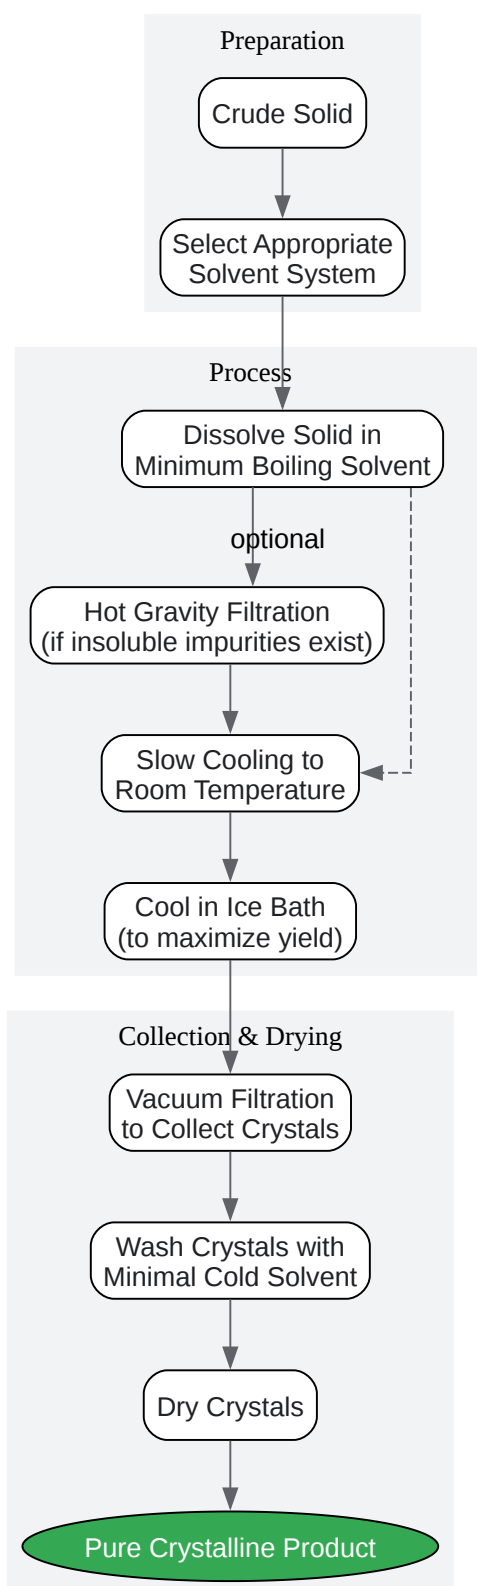 Preparation
Crude Solid
Select Appropriate
Solvent System
Process
Dissolve Solid in
Minimum Boiling Solvent
optional
Hot Gravity Filtration
(if insoluble impurities exist)
Slow Cooling to
Room Temperature
Cool in Ice Bath
(to maximize yield)
Collection & Drying
Vacuum Filtration
to Collect Crystals
Wash Crystals with
Minimal Cold Solvent
Dry Crystals
Pure Crystalline Product